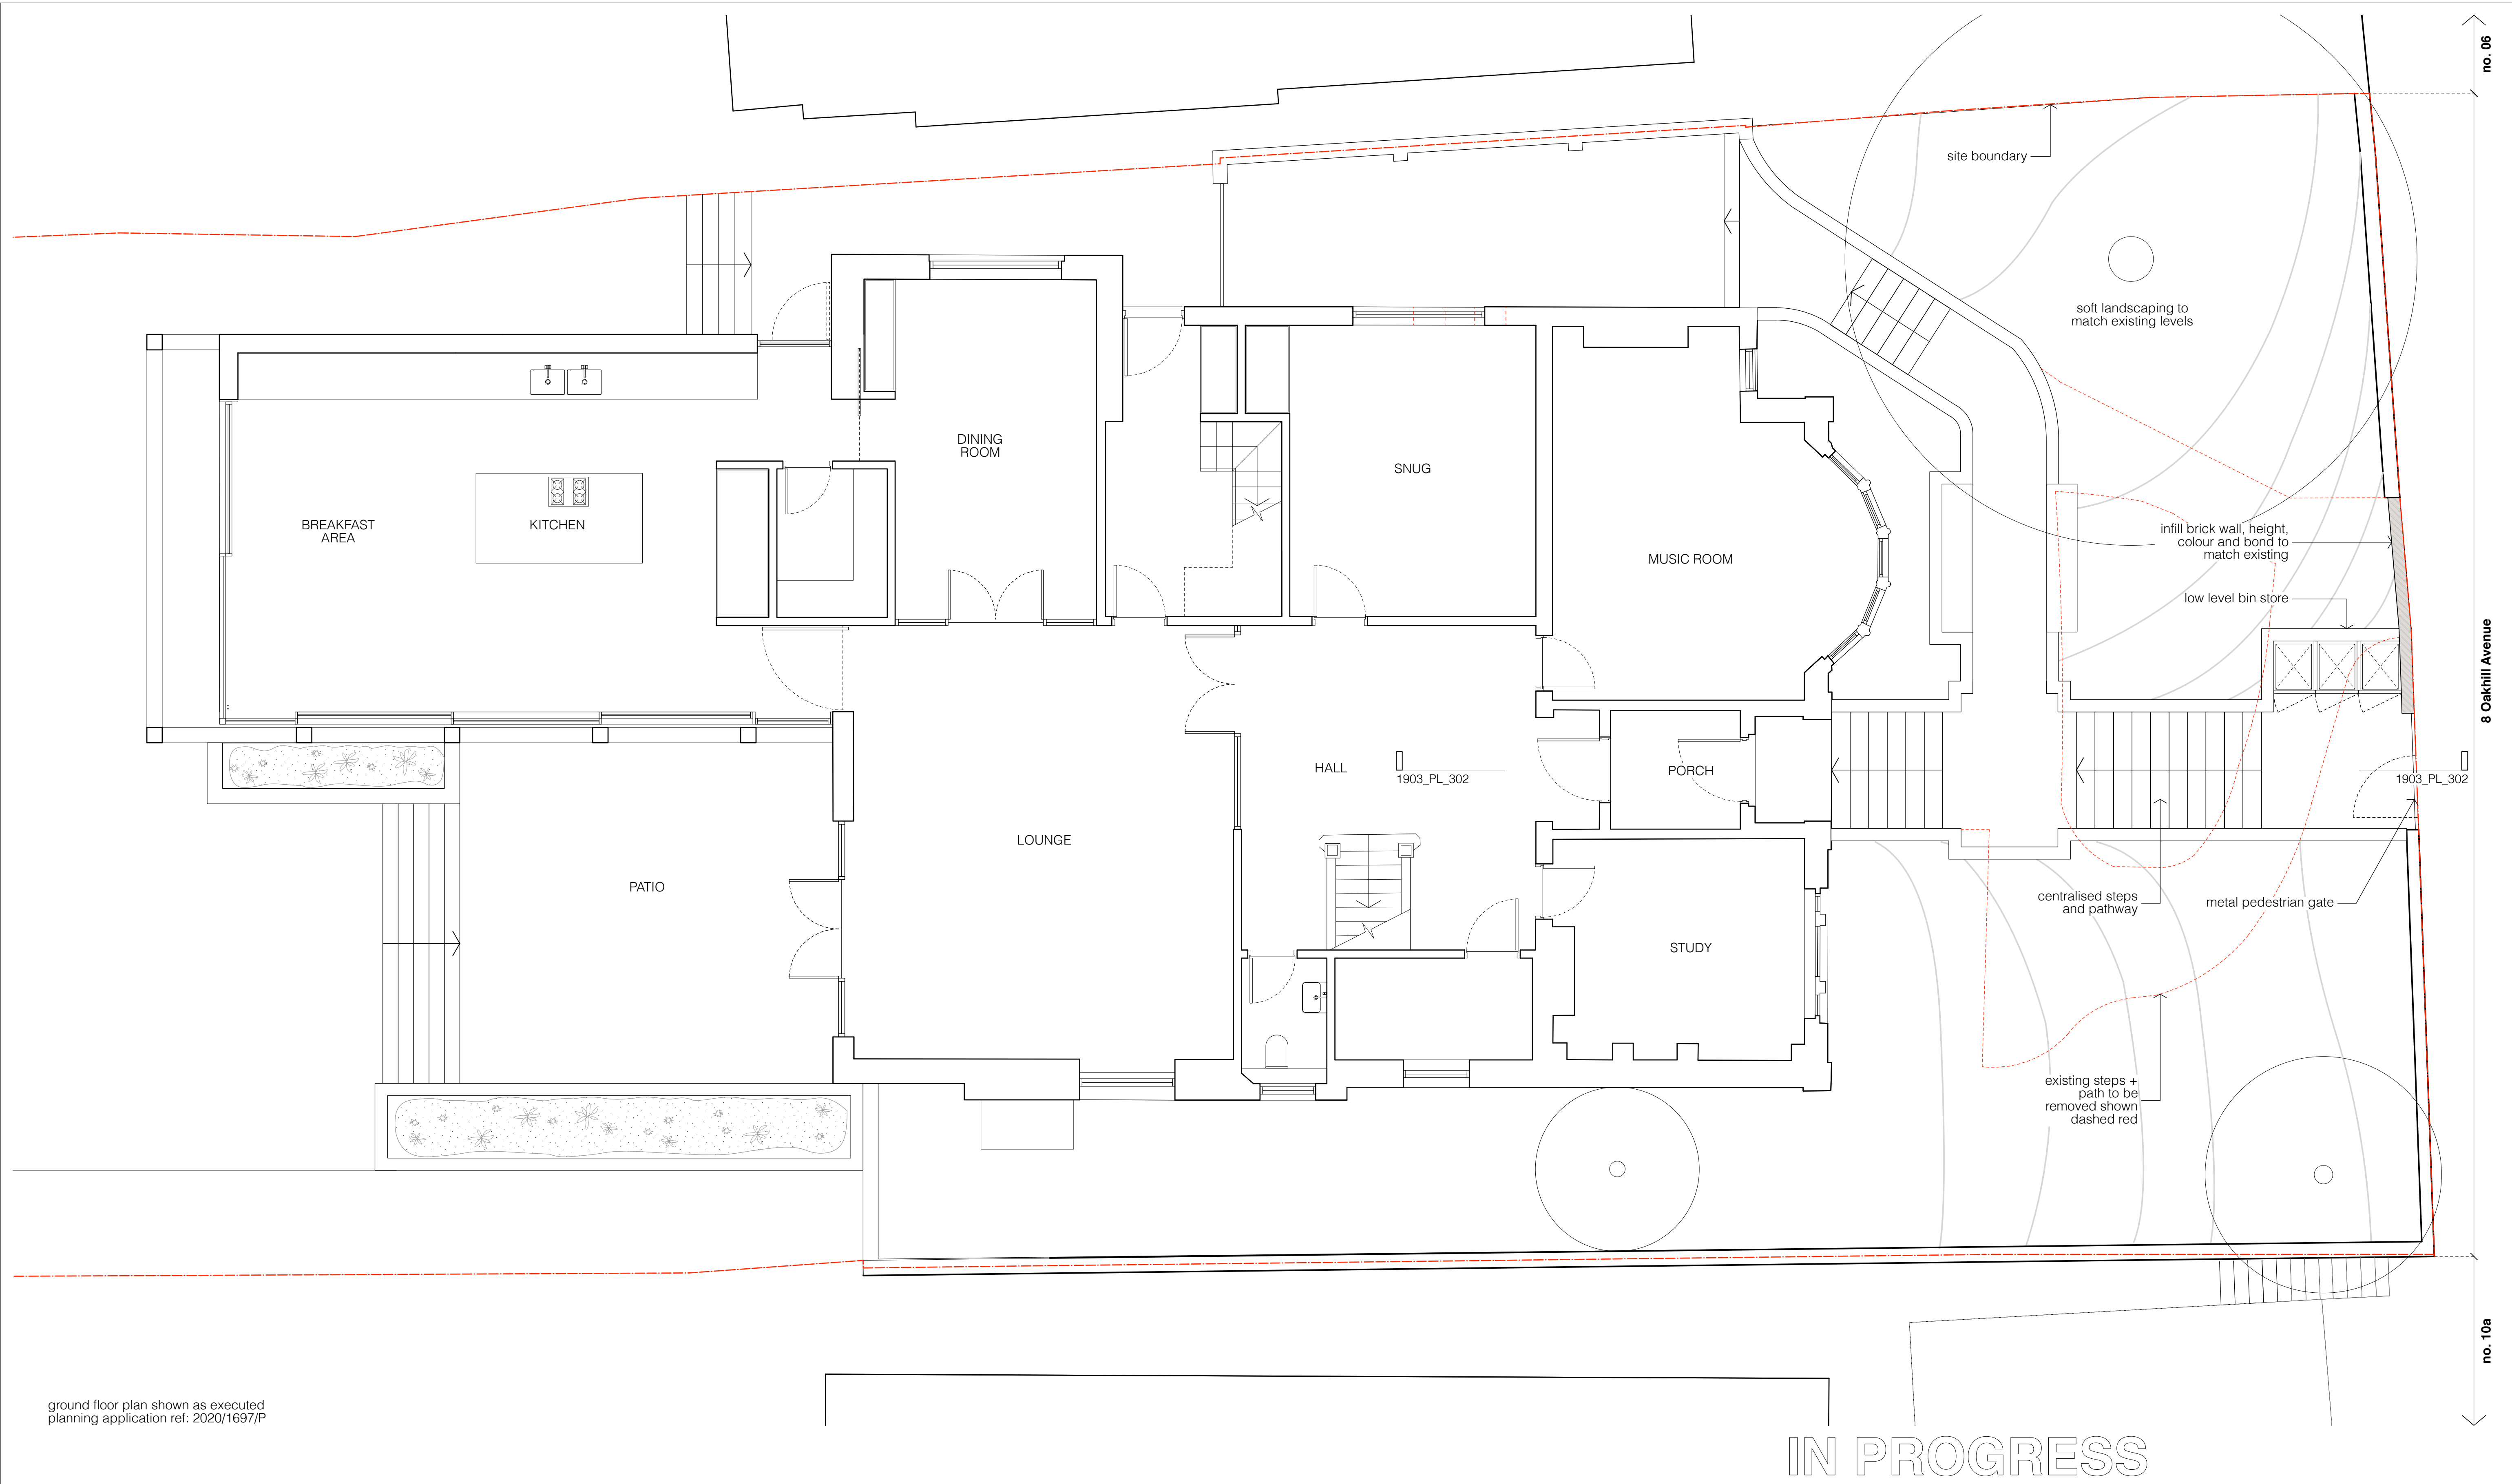 no. 06
site boundary
soft landscaping to
match existing levels
DINING
ROOM
SNUG
BREAKFAST
AREA
KITCHEN
MUSIC ROOM
infill brick wall, height,
colour and bond to
match existing
low level bin store
8 Oakhill Avenue
HALL
1903_PL_302
PORCH
1903_PL_302
LOUNGE
PATIO
centralised steps
and pathway
metal pedestrian gate
STUDY
existing steps +
path to be
removed shown
dashed red
no. 10a
ground floor plan shown as executed
planning application ref: 2020/1697/P
IN PROGRESS